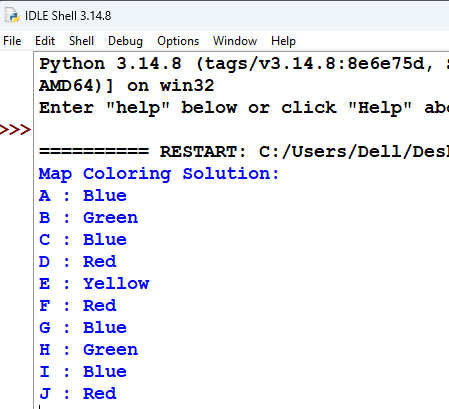 IDLE Shell 3.14.8
File Edit Shell Debug Options Window Help
Python 3.14.8 (tags/v3.14.8:8e6e75d,
AMD64)] on win32
Enter "help" below or click "Help"
>>>
========== RESTART: C:/Users/Dell/
Map Coloring Solution:
A : Blue
B : Green
C : Blue
D : Red
E : Yellow
F : Red
G : Blue
H : Green
I : Blue
J : Red